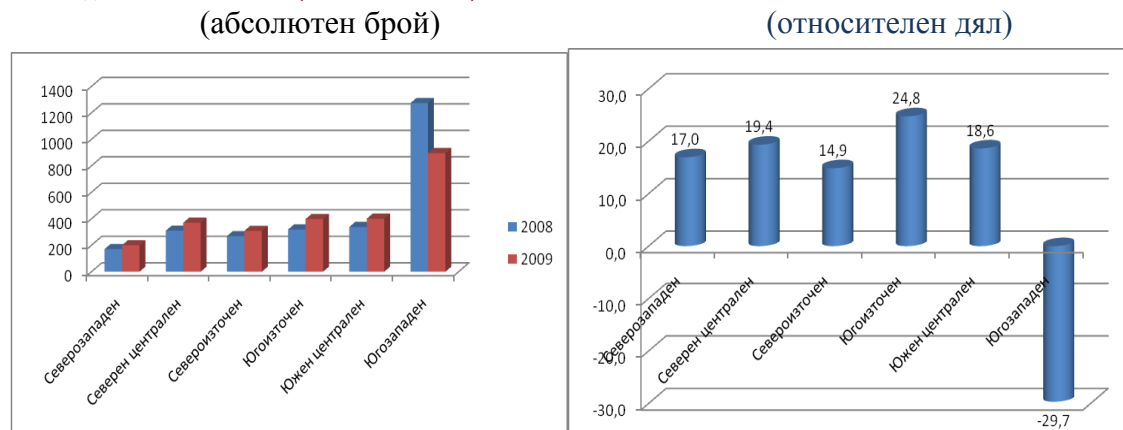 (абсолютен брой)
1400
1200
1000
800
600
400
200
0
Северозападен
Северен централен
Североизточен
Югоизточен
Южен централен
Югозападен
2008
2009
(относителен дял)
30,0
20,0
10,0
0,0
-10,0
-20,0
-30,0
17,0
19,4
14,9
24,8
18,6
-29,7
Северозападен
Северен централен
Североизточен
Югоизточен
Южен централен
Югозападен